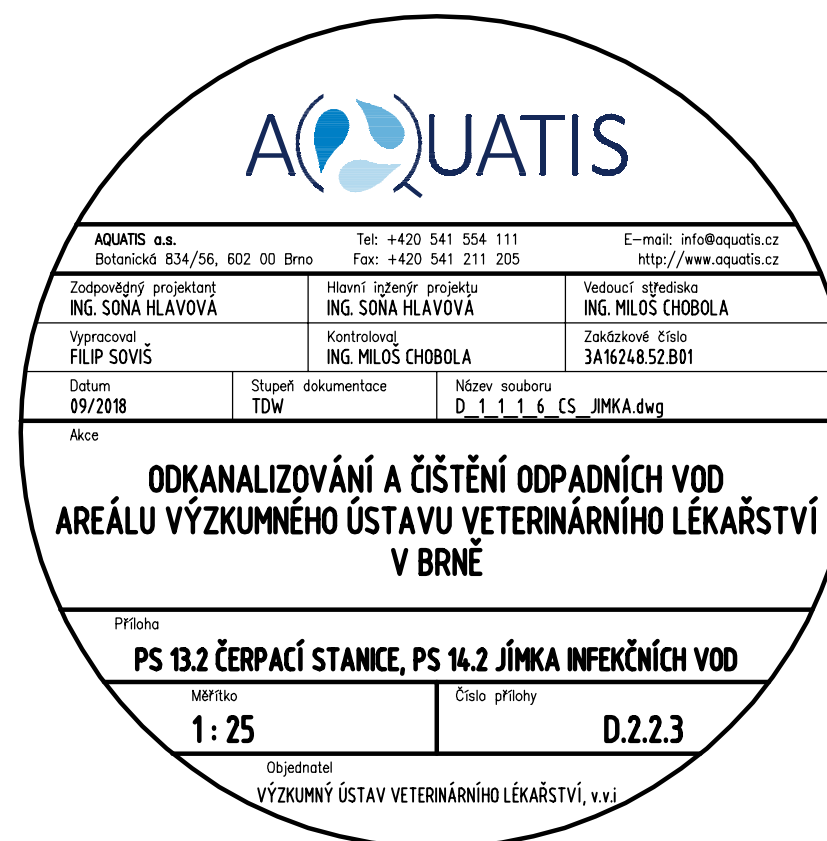 AQUATIS
AQUATIS a.s.
Botanická 834/56, 602 00 Brno
Tel: +420 541 554 111
Fax: +420 541 211 205
E-mail: info@aquatis.cz
http://www.aquatis.cz
Zodpovědný projektant
ING. SOŇA HLAVOVÁ
Hlavní inženýr projektu
ING. SOŇA HLAVOVÁ
Vedoucí střediska
ING. MILOŠ CHOBOLA
Vypracoval
FILIP SOVIŠ
Kontroloval
ING. MILOŠ CHOBOLA
Zakázkové číslo
3A16248.52.B01
Datum
09/2018
Stupeň dokumentace
TDW
Název souboru
D_1_1_1_6_CS_JIMKA.dwg
Akce
ODKANALIZOVÁNÍ A ČIŠTĚNÍ ODPADNÍCH VOD
AREÁLU VÝZKUMNÉHO ÚSTAVU VETERINÁRNÍHO LÉKAŘSTVÍ
V BRNĚ
Příloha
PS 13.2 ČERPACÍ STANICE, PS 14.2 JÍMKA INFEKČNÍCH VOD
Měřítko
1 : 25
Číslo přílohy
D.2.2.3
Objednatel
VÝZKUMNÝ ÚSTAV VETERINÁRNÍHO LÉKAŘSTVÍ, v.v.i